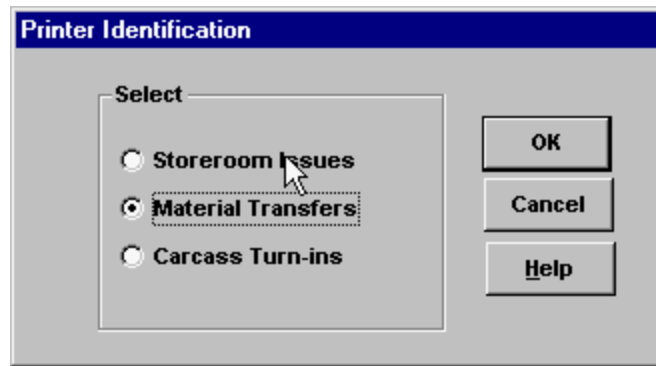 Printer Identification
Select
Storeroom Issues
Material Transfers
Carcass Turn-ins
OK
Cancel
Help